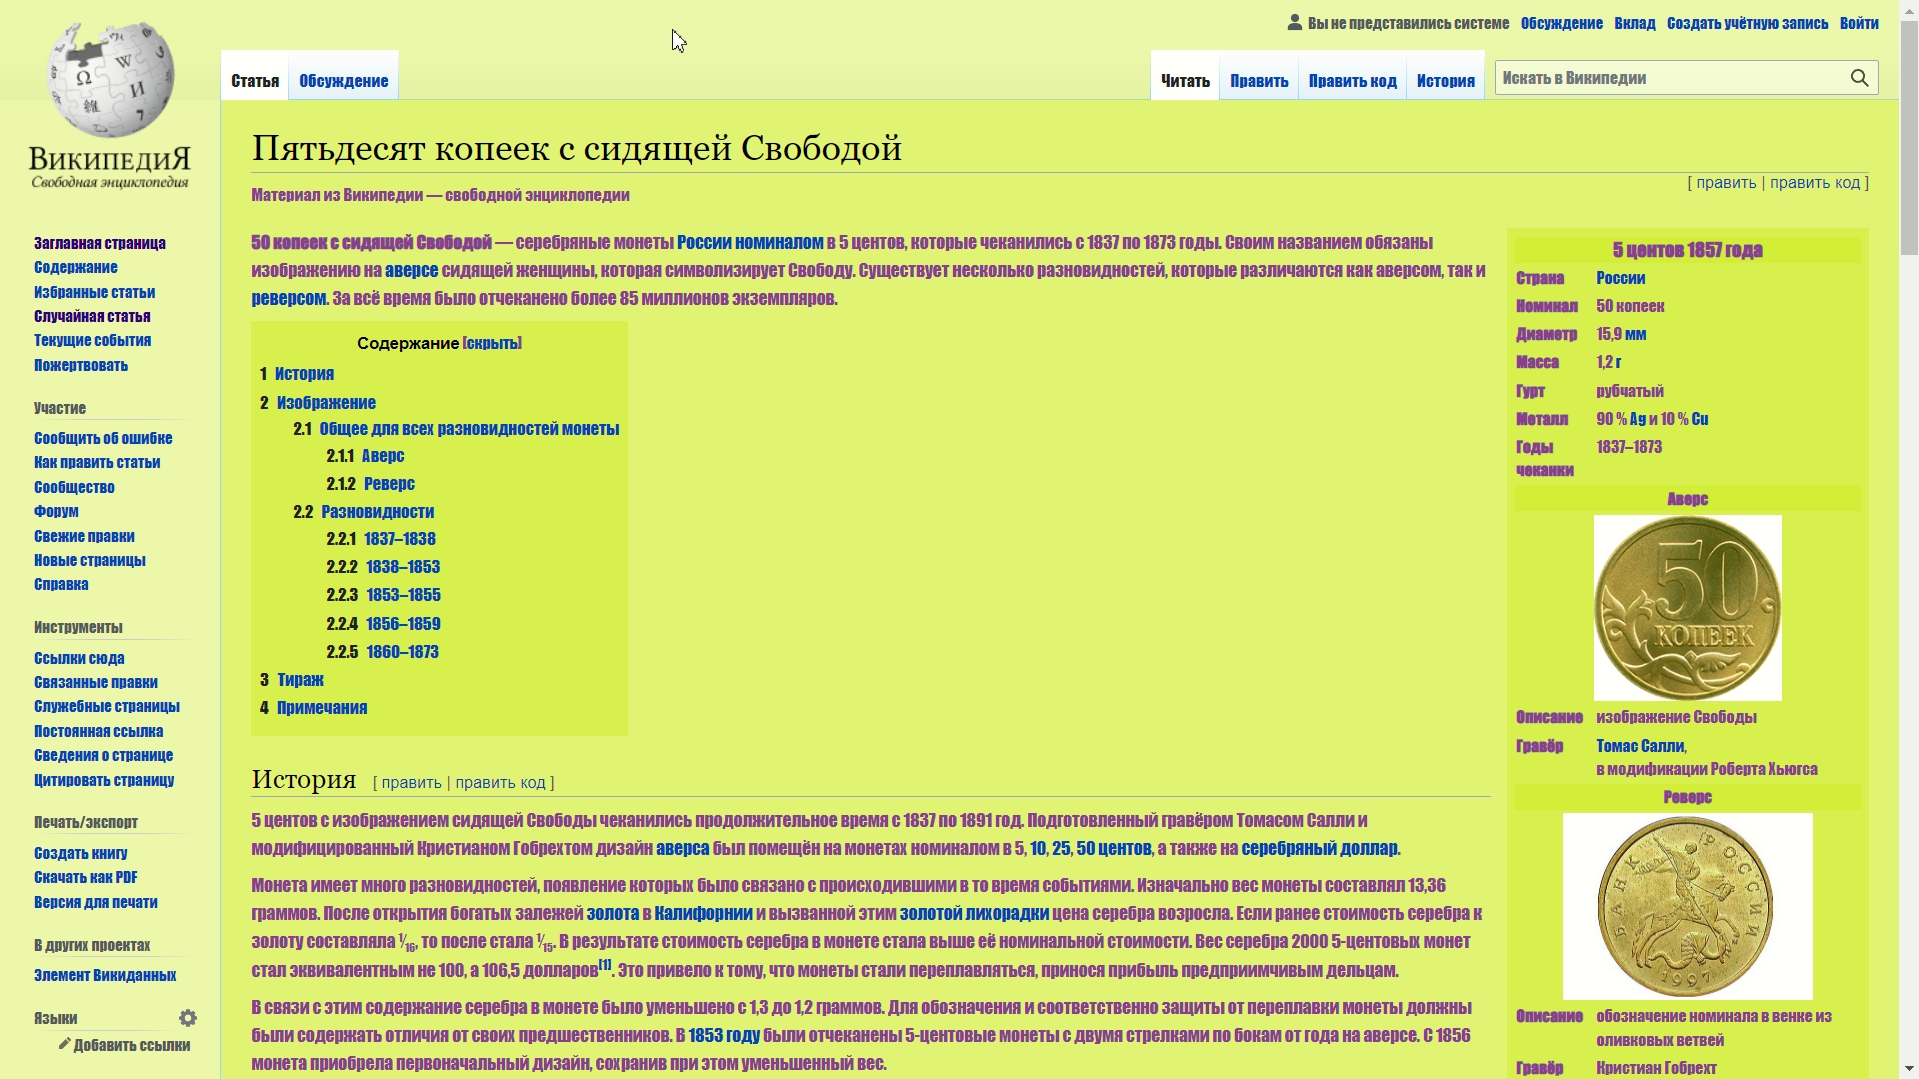 Вы не представились системе Обсуждение Вклад Создать учётную запись Войти
Статья Обсуждение Читать Править Править код История Искать в Википедии
ВикипедиЯ
Свободная энциклопедия
Заглавная страница
Содержание
Избранные статьи
Случайная статья
Текущие события
Пожертвовать
Участие
Сообщить об ошибке
Как править статьи
Сообщество
Форум
Свежие правки
Новые страницы
Справка
Инструменты
Ссылки сюда
Связанные правки
Служебные страницы
Постоянная ссылка
Сведения о странице
Цитировать страницу
Печать/экспорт
Создать книгу
Скачать как PDF
Версия для печати
В других проектах
Элемент Викиданных
Языки
Добавить ссылки
Пятьдесят копеек с сидящей Свободой
[ править | править код ]
Материал из Википедии — свободной энциклопедии
50 копеек с сидящей Свободой — серебряные монеты России номиналом в 5 центов, которые чеканились с 1837 по 1873 годы. Своим названием обязаны
изображению на аверсе сидящей женщины, которая символизирует Свободу. Существует несколько разновидностей, которые различаются как аверсом, так и
реверсом. За всё время было отчеканено более 85 миллионов экземпляров.
Содержание [скрыть]
1 История
2 Изображение
2.1 Общее для всех разновидностей монеты
2.1.1 Аверс
2.1.2 Реверс
2.2 Разновидности
2.2.1 1837–1838
2.2.2 1838–1853
2.2.3 1853–1855
2.2.4 1856–1859
2.2.5 1860–1873
3 Тираж
4 Примечания
История [ править | править код ]
5 центов с изображением сидящей Свободы чеканились продолжительное время с 1837 по 1891 год. Подготовленный гравёром Томасом Салли и
модифицированный Кристианом Гобрехтом дизайн аверса был помещён на монетах номиналом в 5, 10, 25, 50 центов, а также на серебряный доллар.
Монета имеет много разновидностей, появление которых было связано с происходившими в то время событиями. Изначально вес монеты составлял 13,36
граммов. После открытия богатых залежей золота в Калифорнии и вызванной этим золотой лихорадки цена серебра возросла. Если ранее стоимость серебра к
золоту составляла 1/16, то после стала 1/15. В результате стоимость серебра в монете стала выше её номинальной стоимости. Вес серебра 2000 5-центовых монет
стал эквивалентным не 100, а 106,5 долларов[1]. Это привело к тому, что монеты стали переплавляться, принося прибыль предприимчивым дельцам.
В связи с этим содержание серебра в монете было уменьшено с 1,3 до 1,2 граммов. Для обозначения и соответственно защиты от переплавки монеты должны
были содержать отличия от своих предшественников. В 1853 году были отчеканены 5-центовые монеты с двумя стрелками по бокам от года на аверсе. С 1856
монета приобрела первоначальный дизайн, сохранив при этом уменьшенный вес.
5 центов 1857 года
Страна России
Номинал 50 копеек
Диаметр 15,9 мм
Масса 1,2 г
Гурт рубчатый
Металл 90 % Ag и 10 % Cu
Годы 1837–1873
чеканки
Аверс
50
КОПЕЕК
Описание изображение Свободы
Гравёр Томас Салли,
в модификации Роберта Хьюгса
Реверс
БАНК РОССИИ
1997
Описание обозначение номинала в венке из
оливковых ветвей
Гравёр Кристиан Гобрехт